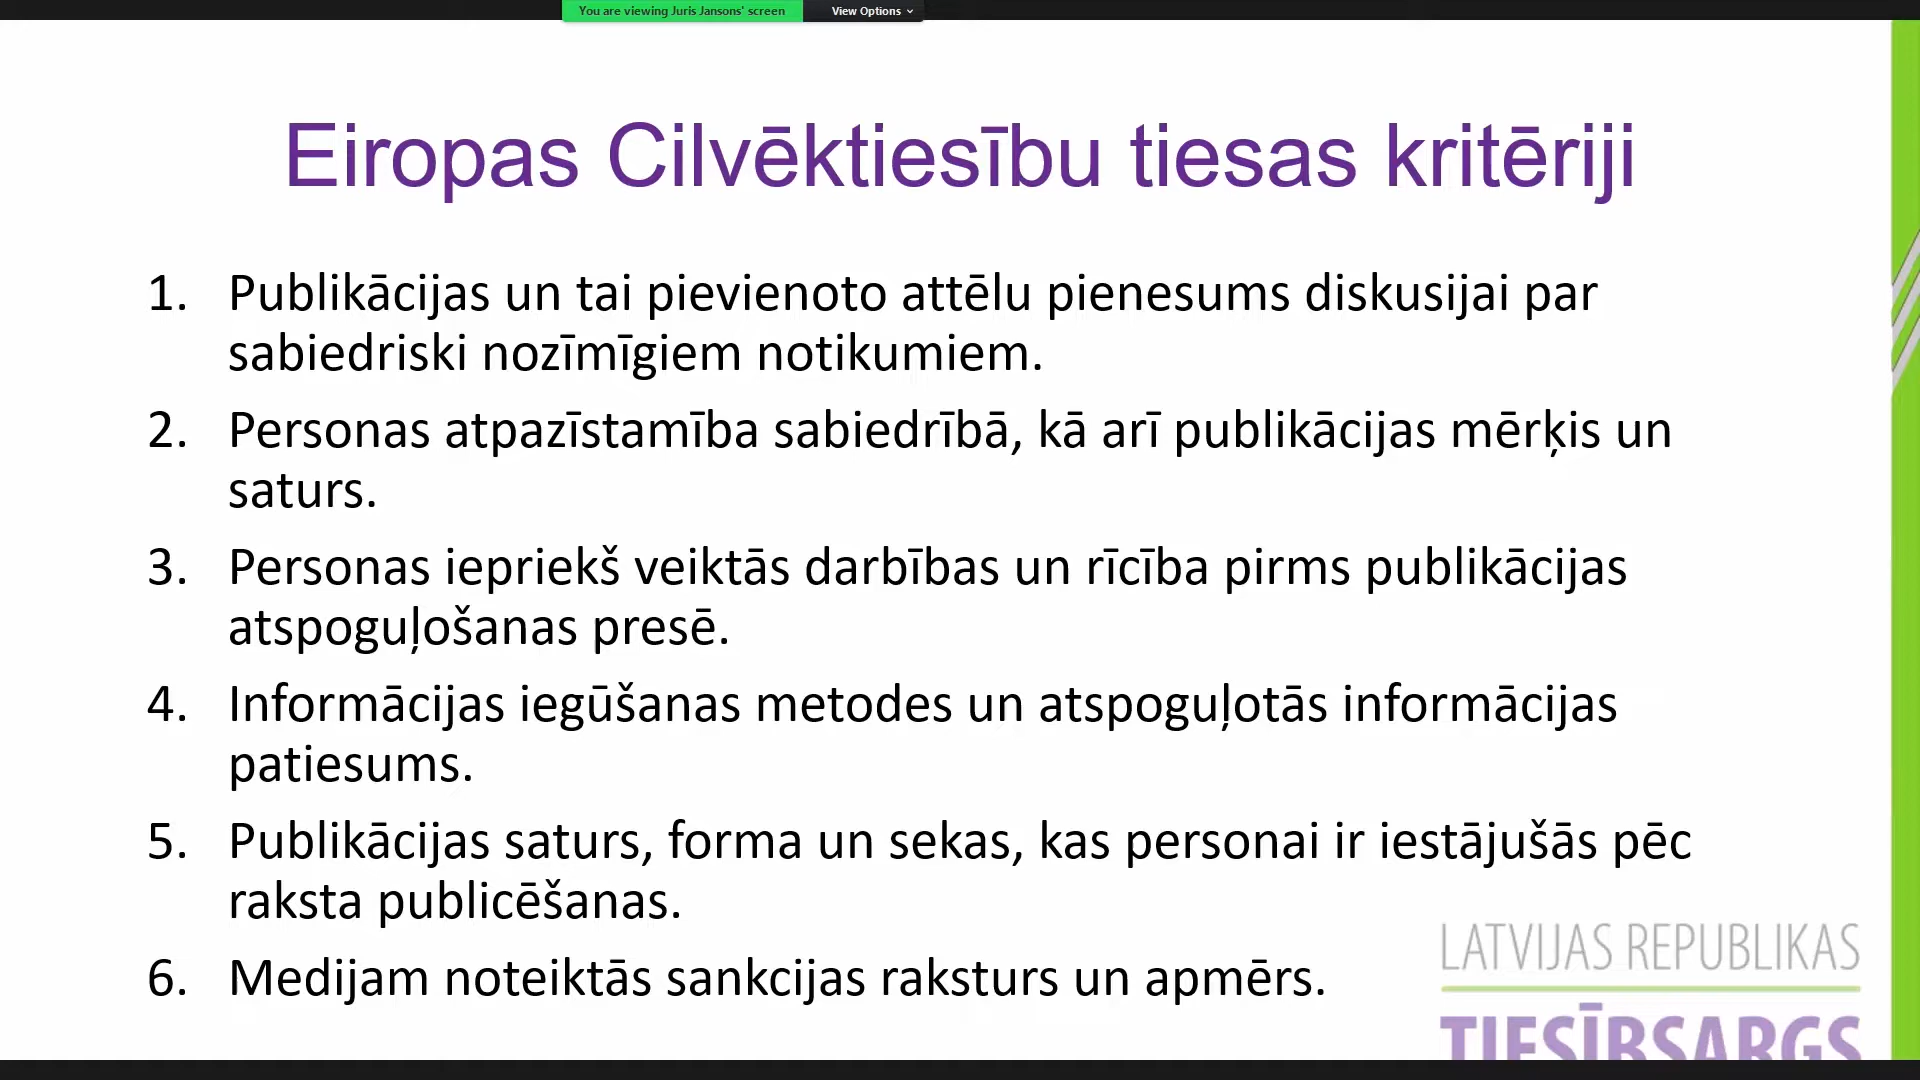 You are viewing Juris Jansons' screen
View Options
Eiropas Cilvēktiesību tiesas kritēriji
1. Publikācijas un tai pievienoto attēlu pienesums diskusijai par
sabiedriski nozīmīgiem notikumiem.
2. Personas atpazīstamība sabiedrībā, kā arī publikācijas mērķis un
saturs.
3. Personas iepriekš veiktās darbības un rīcība pirms publikācijas
atspoguļošanas presē.
4. Informācijas iegūšanas metodes un atspoguļotās informācijas
patiesums.
5. Publikācijas saturs, forma un sekas, kas personai ir iestājušās pēc
raksta publicēšanas.
6. Medijam noteiktās sankcijas raksturs un apmērs.
LATVIJAS REPUBLIKAS
TIESĪBSARGS